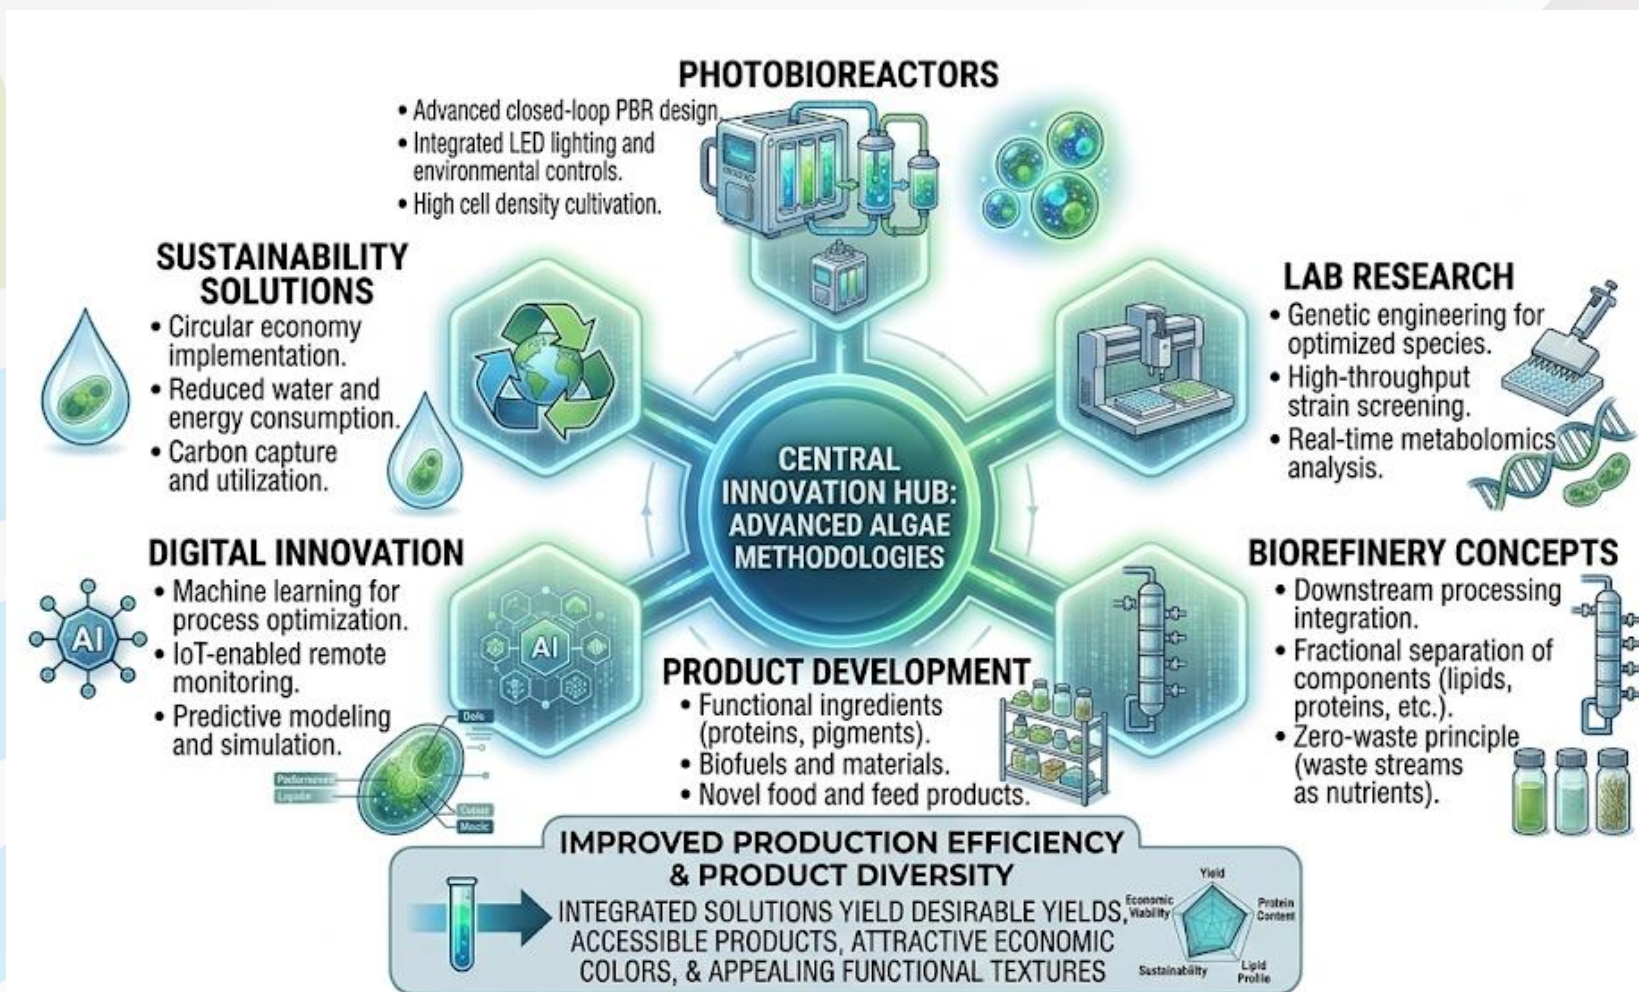 PHOTOBIOREACTORS
• Advanced closed-loop PBR design.
• Integrated LED lighting and
environmental controls.
• High cell density cultivation.
SUSTAINABILITY
SOLUTIONS
• Circular economy
implementation.
• Reduced water and
energy consumption.
• Carbon capture
and utilization.
LAB RESEARCH
• Genetic engineering for
optimized species.
• High-throughput
strain screening.
• Real-time metabolomics
analysis.
CENTRAL
INNOVATION HUB:
ADVANCED ALGAE
METHODOLOGIES
DIGITAL INNOVATION
AI
• Machine learning for
process optimization.
• IoT-enabled remote
monitoring.
• Predictive modeling
and simulation.
AI
BIOREFINERY CONCEPTS
• Downstream processing
integration.
• Fractional separation of
components (lipids,
proteins, etc.).
• Zero-waste principle
(waste streams
as nutrients).
PRODUCT DEVELOPMENT
• Functional ingredients
(proteins, pigments).
• Biofuels and materials.
• Novel food and feed products.
IMPROVED PRODUCTION EFFICIENCY
& PRODUCT DIVERSITY
INTEGRATED SOLUTIONS YIELD DESIRABLE YIELDS,
ACCESSIBLE PRODUCTS, ATTRACTIVE ECONOMIC
COLORS, & APPEALING FUNCTIONAL TEXTURES
Yield
Economic
Viability
Protein
Content
Sustainability
Lipid
Profile